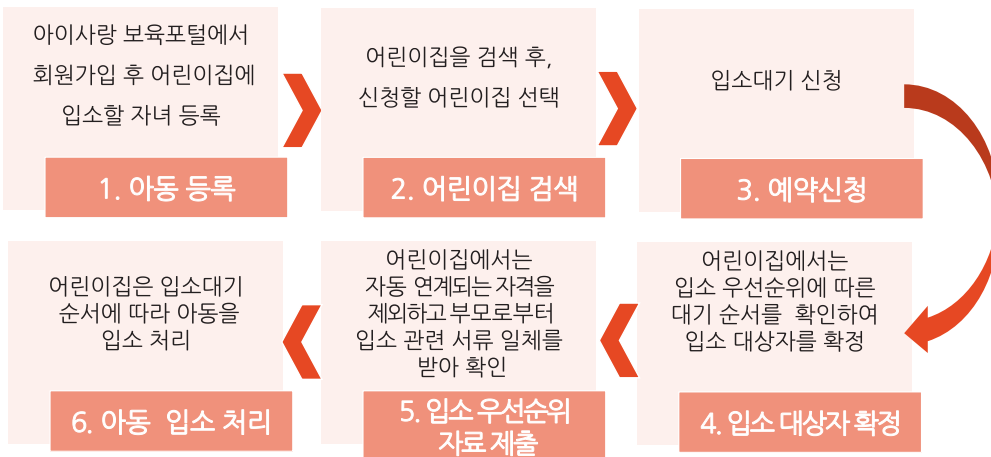 아이사랑 보육포털에서
회원가입 후 어린이집에
입소할 자녀 등록
1. 아동 등록
어린이집을 검색 후,
신청할 어린이집 선택
2. 어린이집 검색
입소대기 신청
3. 예약신청
어린이집에서는
입소 우선순위에 따른
대기 순서를 확인하여
입소 대상자를 확정
4. 입소 대상자 확정
어린이집에서는
자동 연계되는 자격을
제외하고 부모로부터
입소 관련 서류 일체를
받아 확인
5. 입소 우선순위
자료 제출
어린이집은 입소대기
순서에 따라 아동을
입소 처리
6. 아동 입소 처리